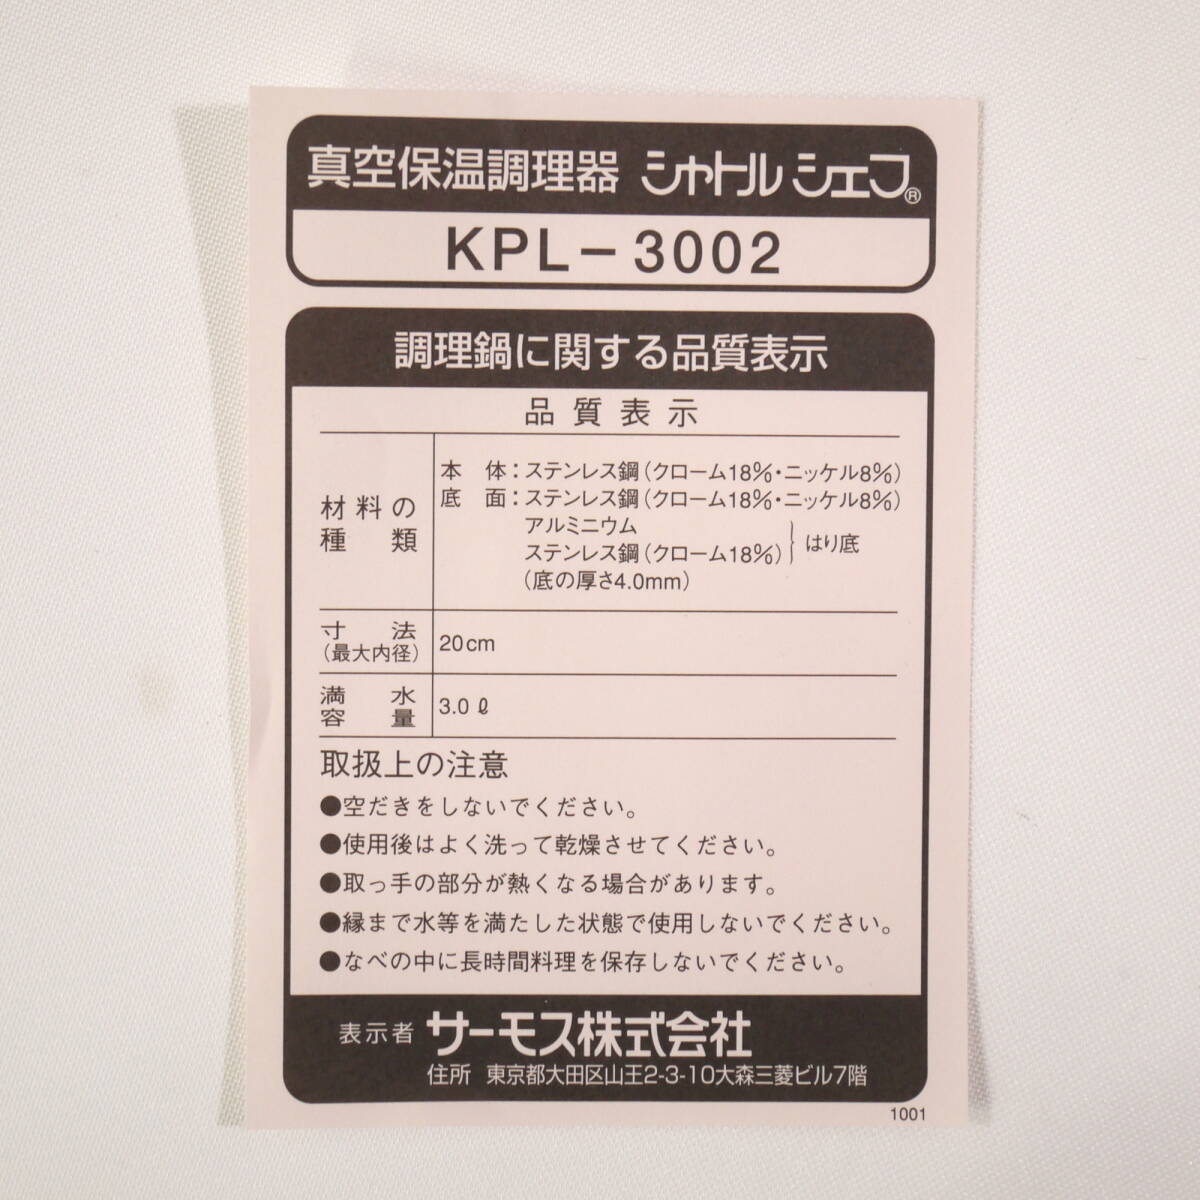 真空保温調理器 シャトルシェフ®
KPL-3002
調理鍋に関する品質表示
品質表示
材料の種類
本体：ステンレス鋼（クローム18%・ニッケル8%）
底面：ステンレス鋼（クローム18%・ニッケル8%）
アルミニウム
ステンレス鋼（クローム18%）
はり底
（底の厚さ4.0mm）
寸法
（最大内径）
20cm
満水
容量
3.0ℓ
取扱上の注意
●空だきをしないでください。
●使用後はよく洗って乾燥させてください。
●取っ手の部分が熱くなる場合があります。
●縁まで水等を満たした状態で使用しないでください。
●なべの中に長時間料理を保存しないでください。
表示者 サーモス株式会社
住所 東京都大田区山王2-3-10大森三菱ビル7階
1001